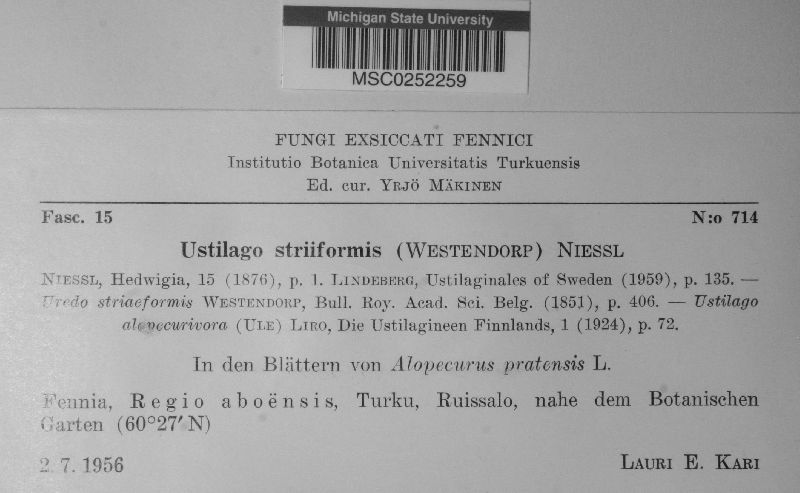 Michigan State University
MSC0252259
FUNGI EXSICCATI FENNICI
Institutio Botanica Universitatis Turkuensis
Ed. cur. YRJÖ MÄKINEN
Fasc. 15 N:o 714
Ustilago striiformis (WESTENDORP) NIESSL
NIESSL, Hedwigia, 15 (1876), p. 1. LINDEBERG, Ustilaginales of Sweden (1959), p. 135. —
Uredo striaeformis WESTENDORP, Bull. Roy. Acad. Sci. Belg. (1851), p. 406. — Ustilago
alopecurivora (ULE) LIRO, Die Ustilagineen Finnlands, 1 (1924), p. 72.
In den Blättern von Alopecurus pratensis L.
Fennia, Regio aboënsis, Turku, Ruissalo, nahe dem Botanischen
Garten (60°27′ N)
2. 7. 1956 LAURI E. KARI